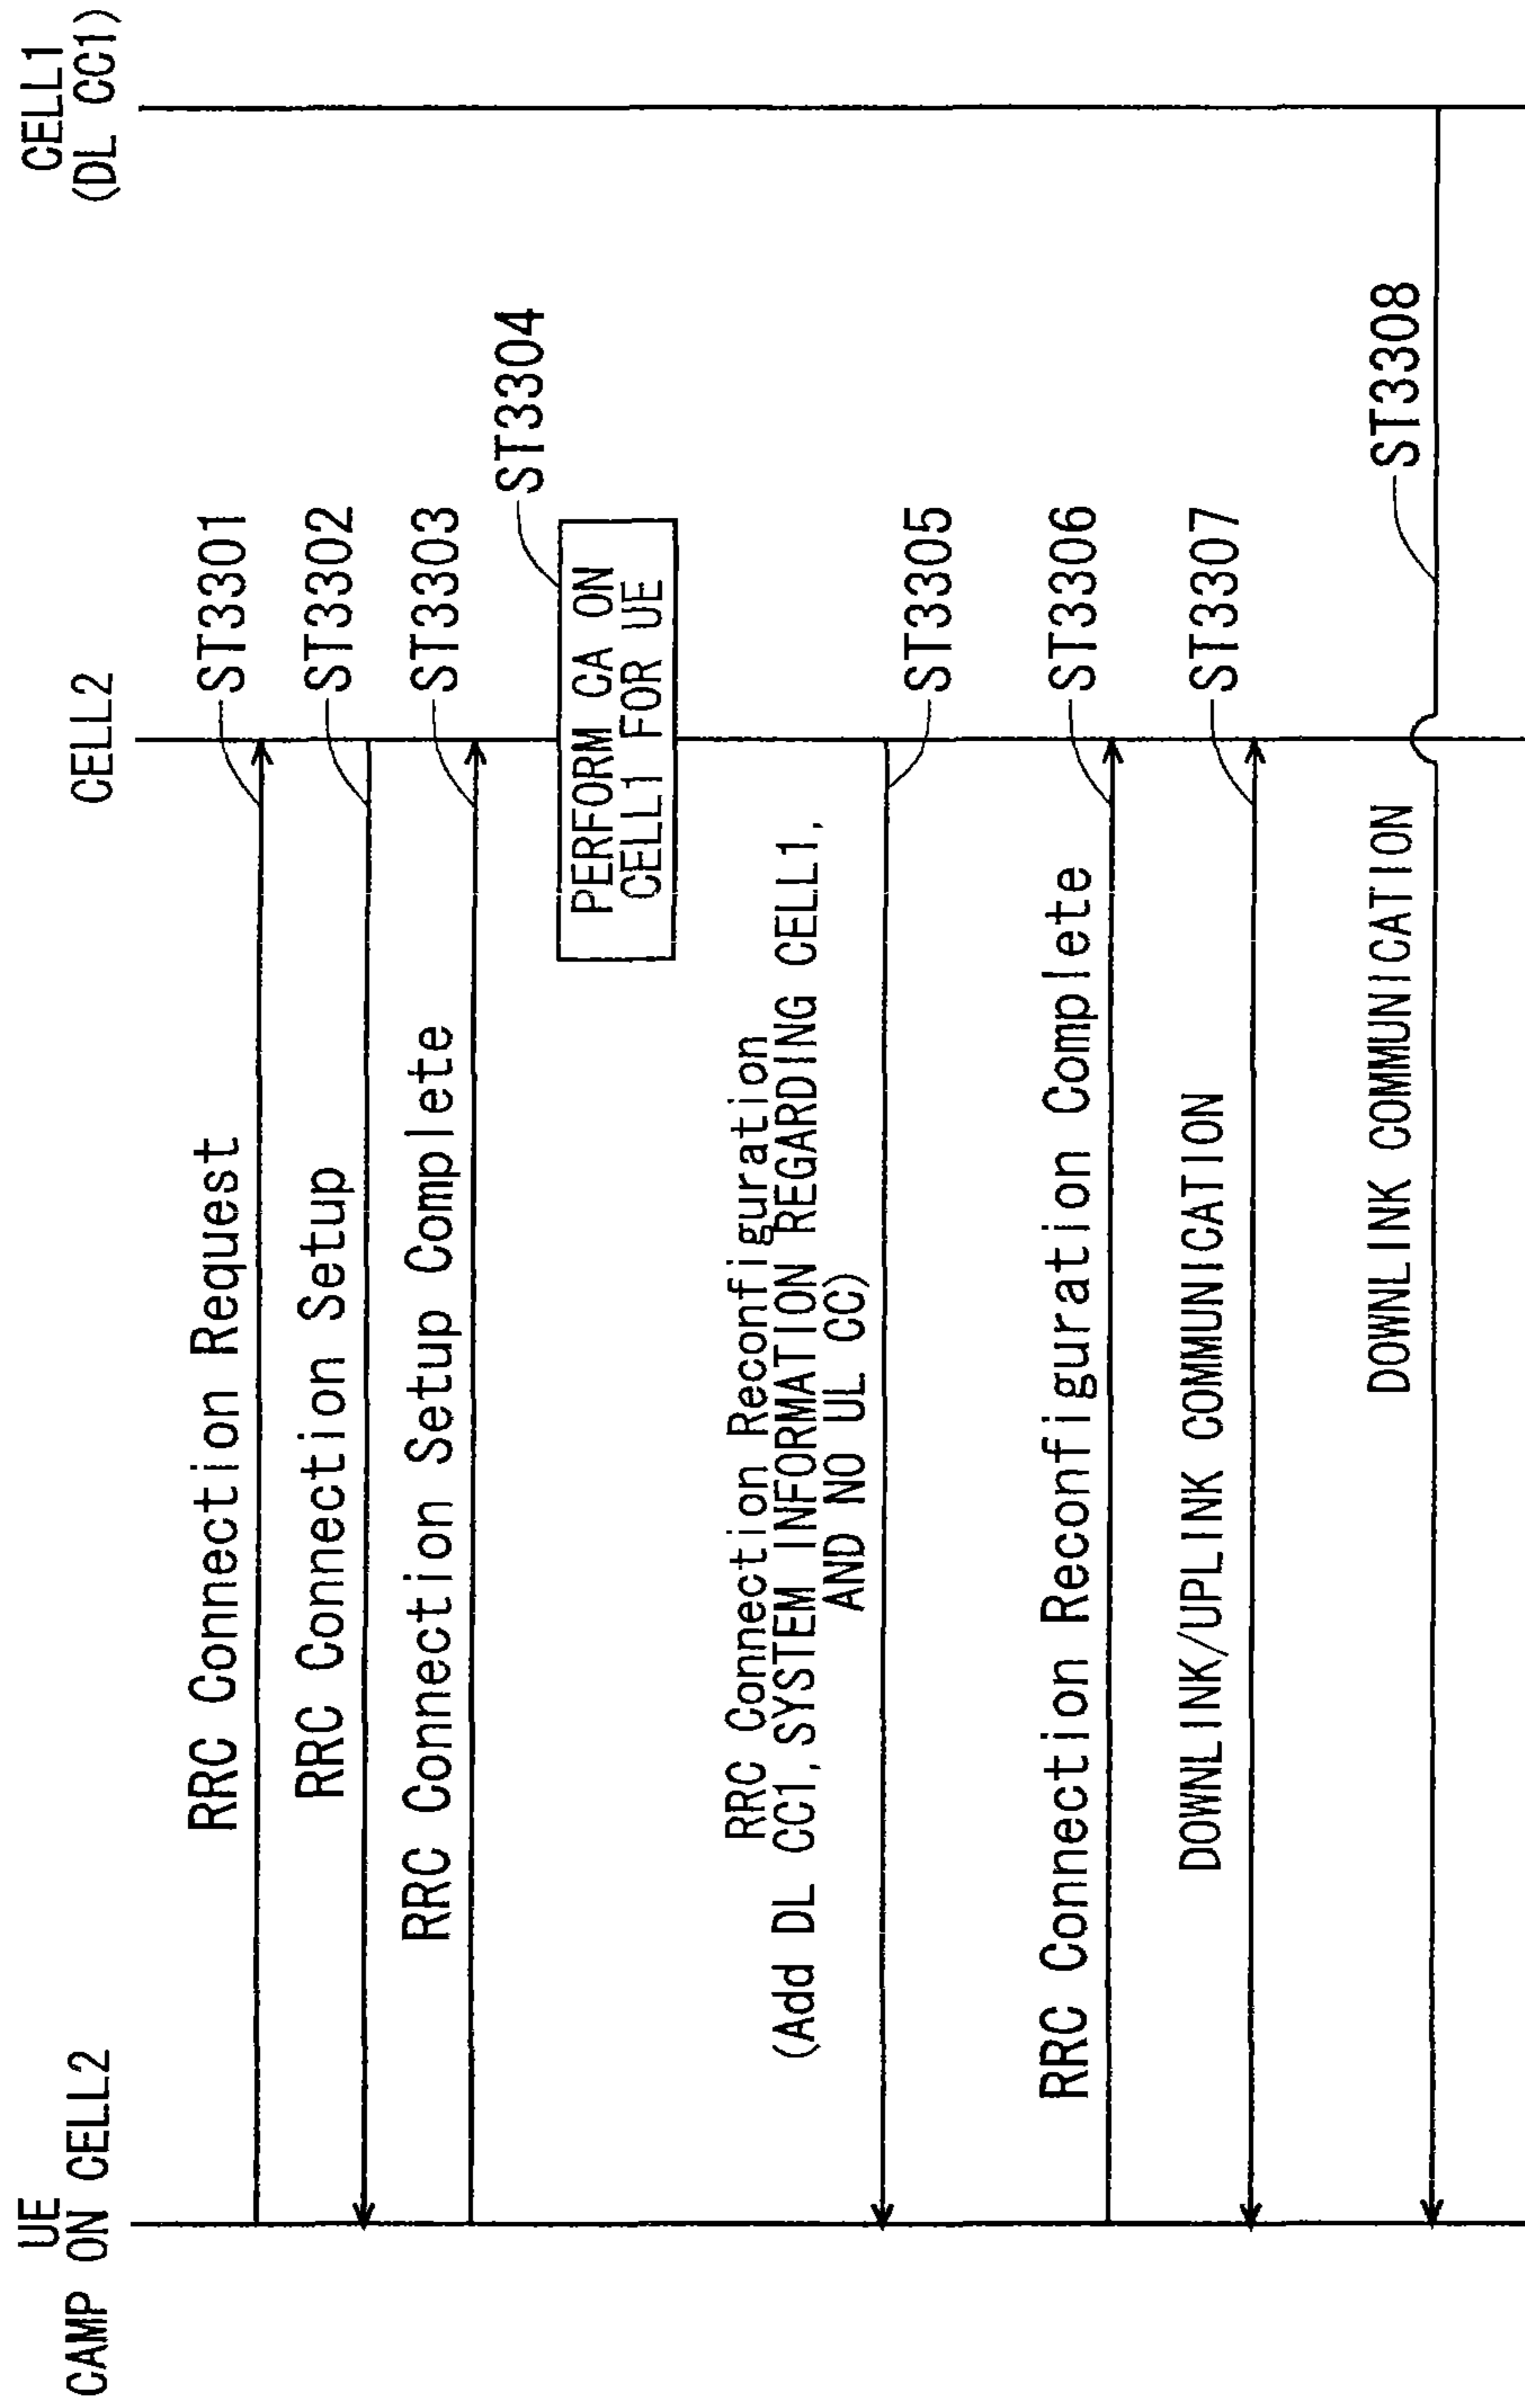 UE
CAMP ON CELL2
CELL2
CELL1
(DL CC1)
RRC Connection Request
ST3301
RRC Connection Setup
ST3302
RRC Connection Setup Complete
ST3303
ST3304
PERFORM CA ON
CELL1 FOR UE
RRC Connection Reconfiguration
(Add DL CC1, SYSTEM INFORMATION REGARDING CELL1,
AND NO UL CC)
ST3305
RRC Connection Reconfiguration Complete
ST3306
DOWNLINK/UPLINK COMMUNICATION
ST3307
DOWNLINK COMMUNICATION
ST3308